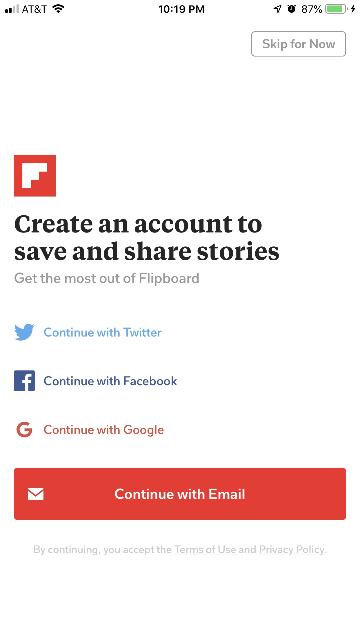 AT&T 10:19 PM 87%
Skip for Now
Create an account to
save and share stories
Get the most out of Flipboard
Continue with Twitter
Continue with Facebook
Continue with Google
Continue with Email
By continuing, you accept the Terms of Use and Privacy Policy.